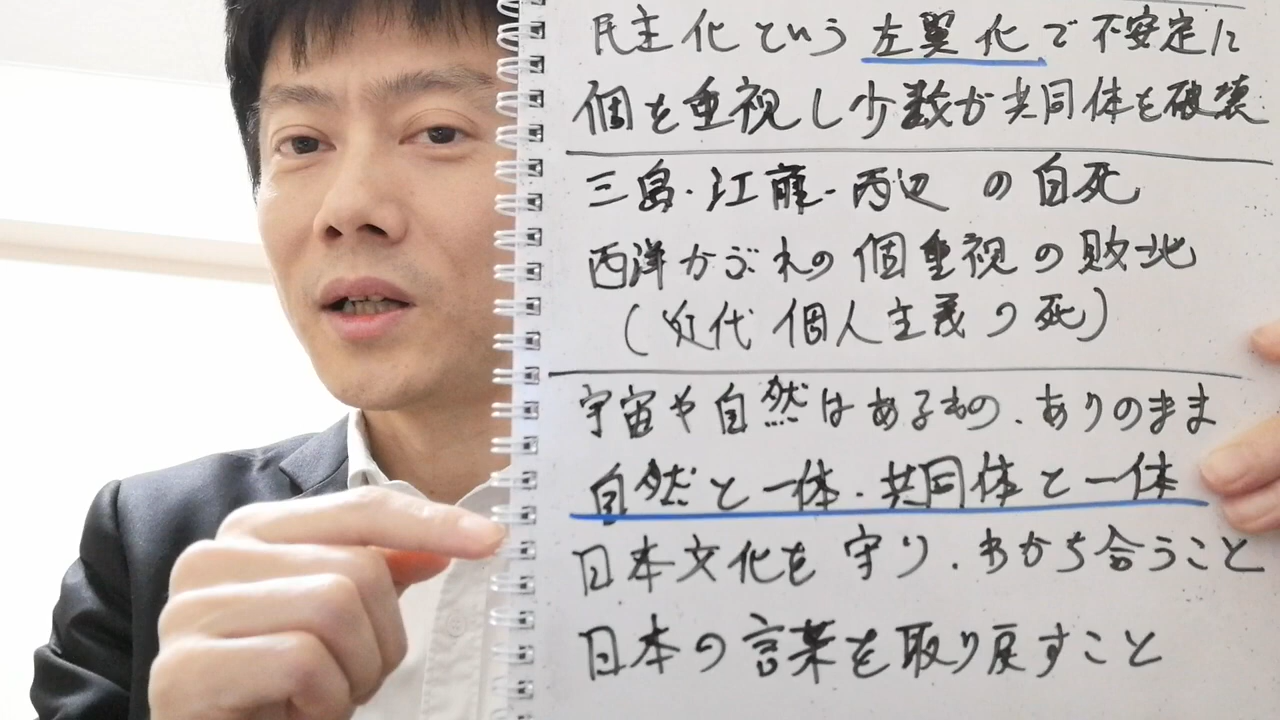 民主化という左翼化で不安定に
個を重視し少数が共同体を破壊
三島・江藤・西辺の自死
西洋かぶれの個重視の敗北
(近代個人主義の死)
宇宙や自然はあるもの、ありのまま
自然と一体、共同体と一体
日本文化を守り、わかち合うこと
日本の言葉を取り戻すこと